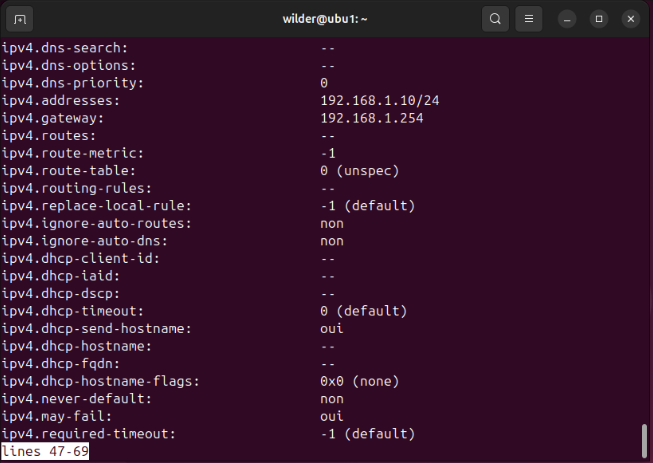 wilder@ubu1: ~
ipv4.dns-search: --
ipv4.dns-options: --
ipv4.dns-priority: 0
ipv4.addresses: 192.168.1.10/24
ipv4.gateway: 192.168.1.254
ipv4.routes: --
ipv4.route-metric: -1
ipv4.route-table: 0 (unspec)
ipv4.routing-rules: --
ipv4.replace-local-rule: -1 (default)
ipv4.ignore-auto-routes: non
ipv4.ignore-auto-dns: non
ipv4.dhcp-client-id: --
ipv4.dhcp-iaid: --
ipv4.dhcp-dscp: --
ipv4.dhcp-timeout: 0 (default)
ipv4.dhcp-send-hostname: oui
ipv4.dhcp-hostname: --
ipv4.dhcp-fqdn: --
ipv4.dhcp-hostname-flags: 0x0 (none)
ipv4.never-default: non
ipv4.may-fail: oui
ipv4.required-timeout: -1 (default)
lines 47-69